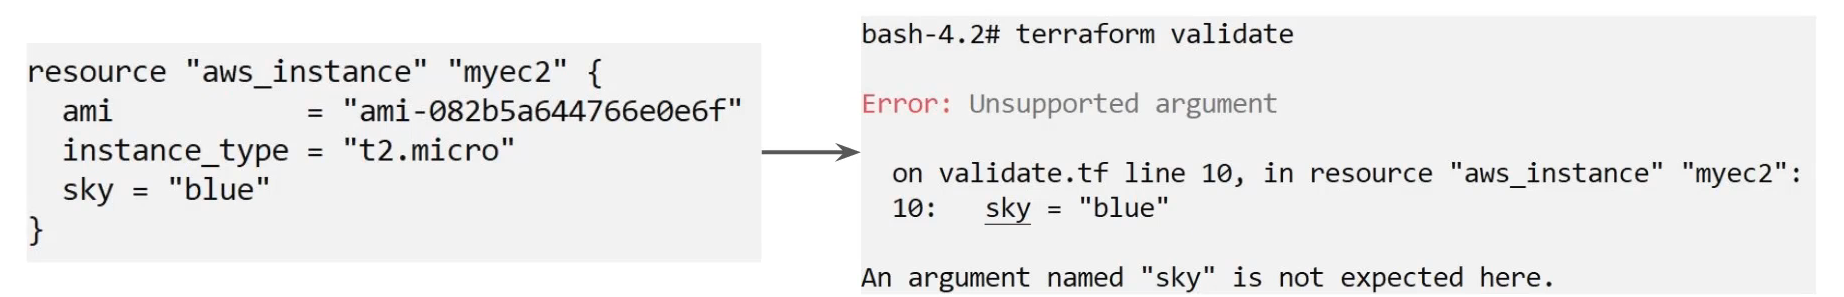 resource "aws_instance" "myec2" {
  ami           = "ami-082b5a644766e0e6f"
  instance_type = "t2.micro"
  sky = "blue"
}
bash-4.2# terraform validate
Error: Unsupported argument
  on validate.tf line 10, in resource "aws_instance" "myec2":
  10:   sky = "blue"
An argument named "sky" is not expected here.